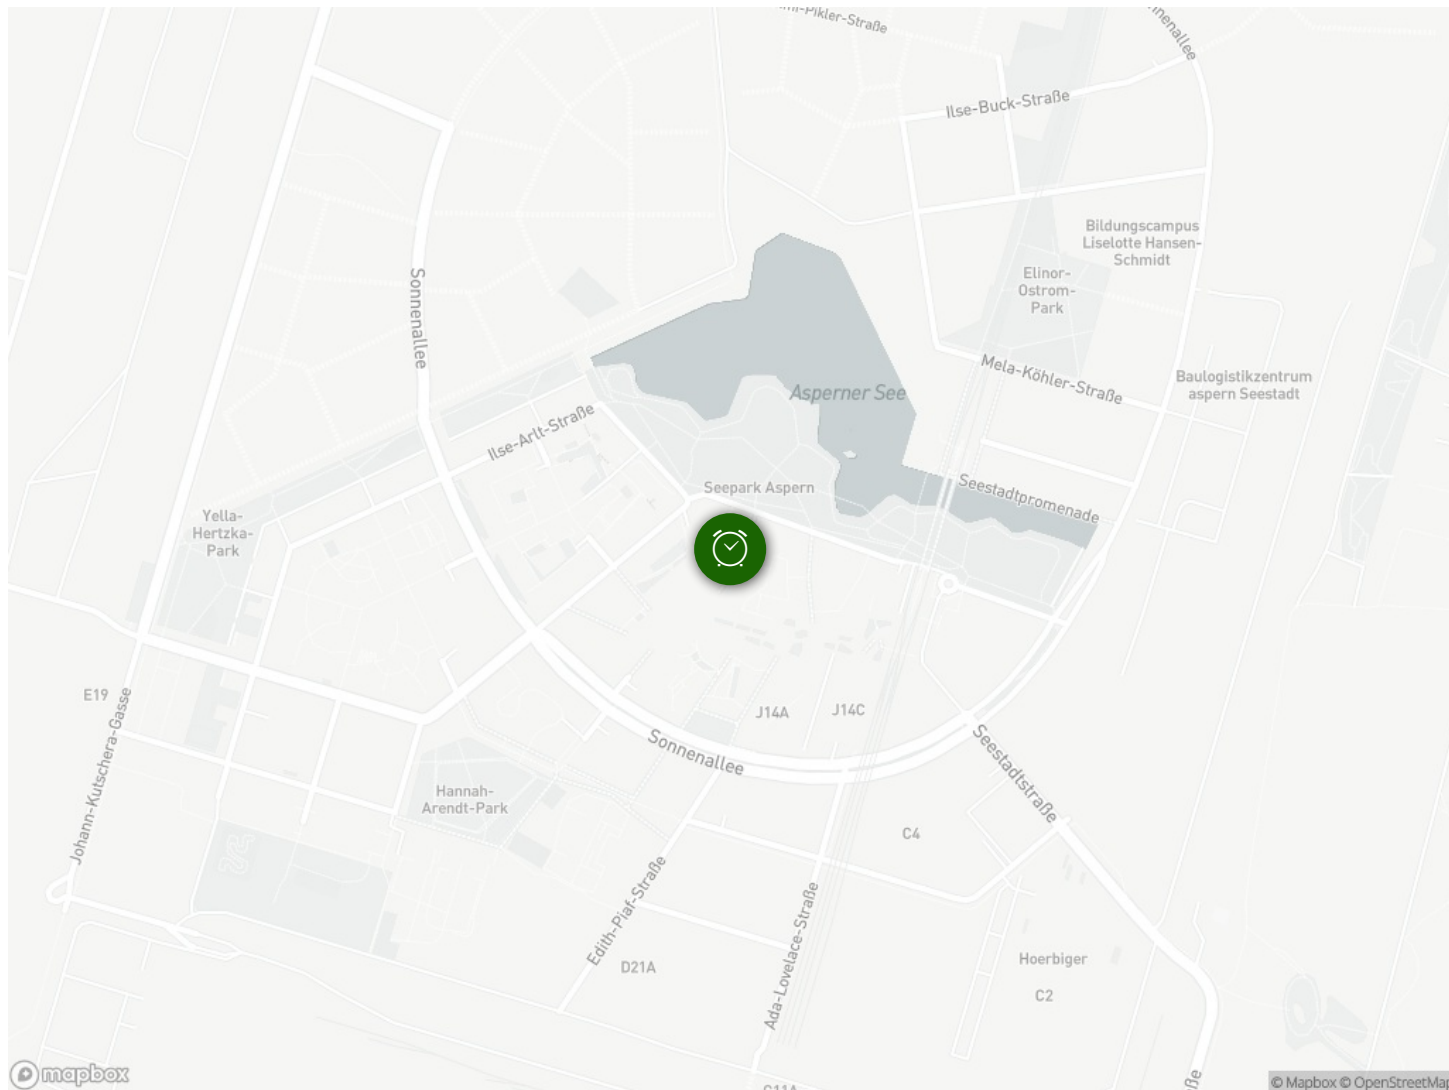 Sonnenallee
Ilse-Buck-Straße
Bildungscampus
Liselotte Hansen-
Schmidt
Elinor-
Ostrom-
Park
Sonnenallee
Mela-Köhler-Straße
Baulogistikzentrum
aspern Seestadt
Asperner See
Ilse-Arlt-Straße
Seepark Aspern
Seestadtpromenade
Yella-
Hertzka-
Park
E19
J14A
J14C
Johann-Kutschera-Gasse
Sonnenallee
Seestadtstraße
Hannah-
Arendt-Park
C4
Edith-Piaf-Straße
Ada-Lovelace-Straße
D21A
Hoerbiger
C2
mapbox
© Mapbox © OpenStreetMap